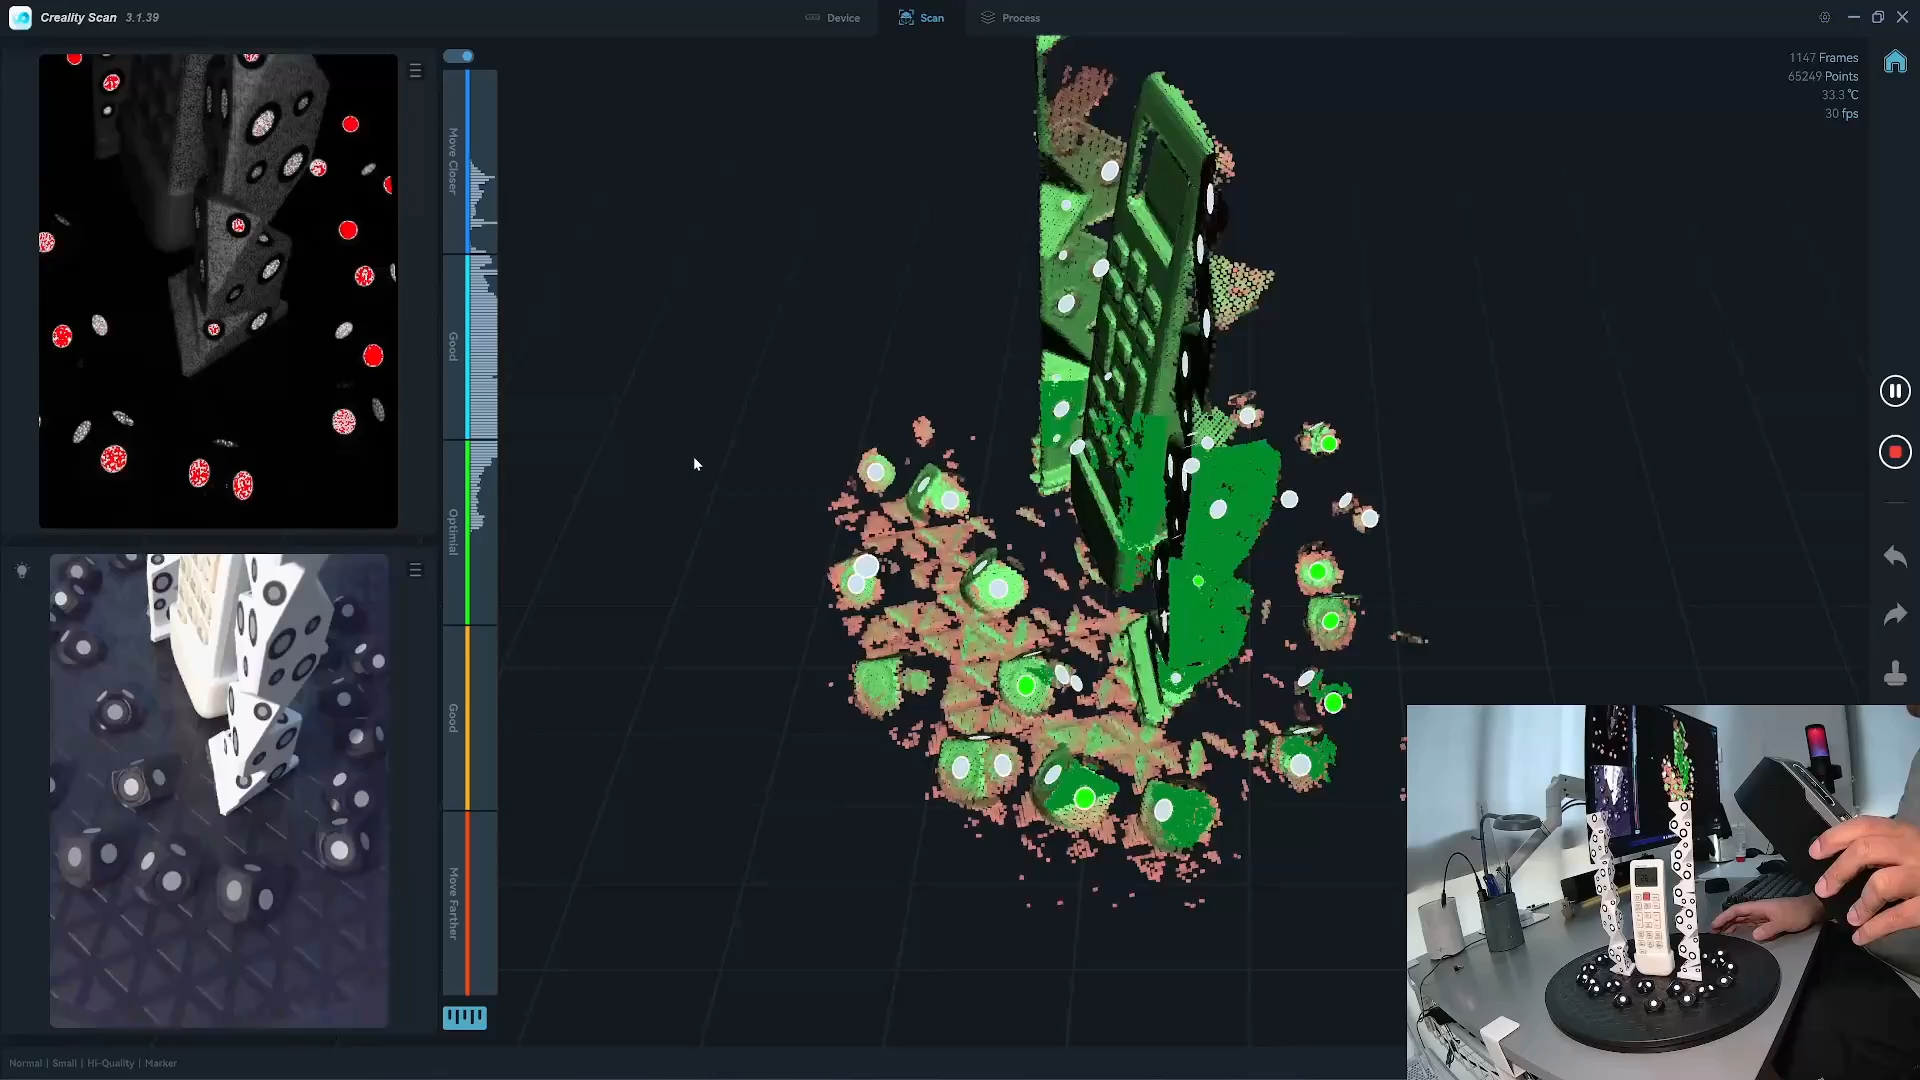 Creality Scan 3.1.39
Device
Scan
Process
1147 Frames
65249 Points
33.3 ℃
30 fps
Move Closer
Good
Optimial
Good
Move Farther
Normal | Small | Hi-Quality | Marker